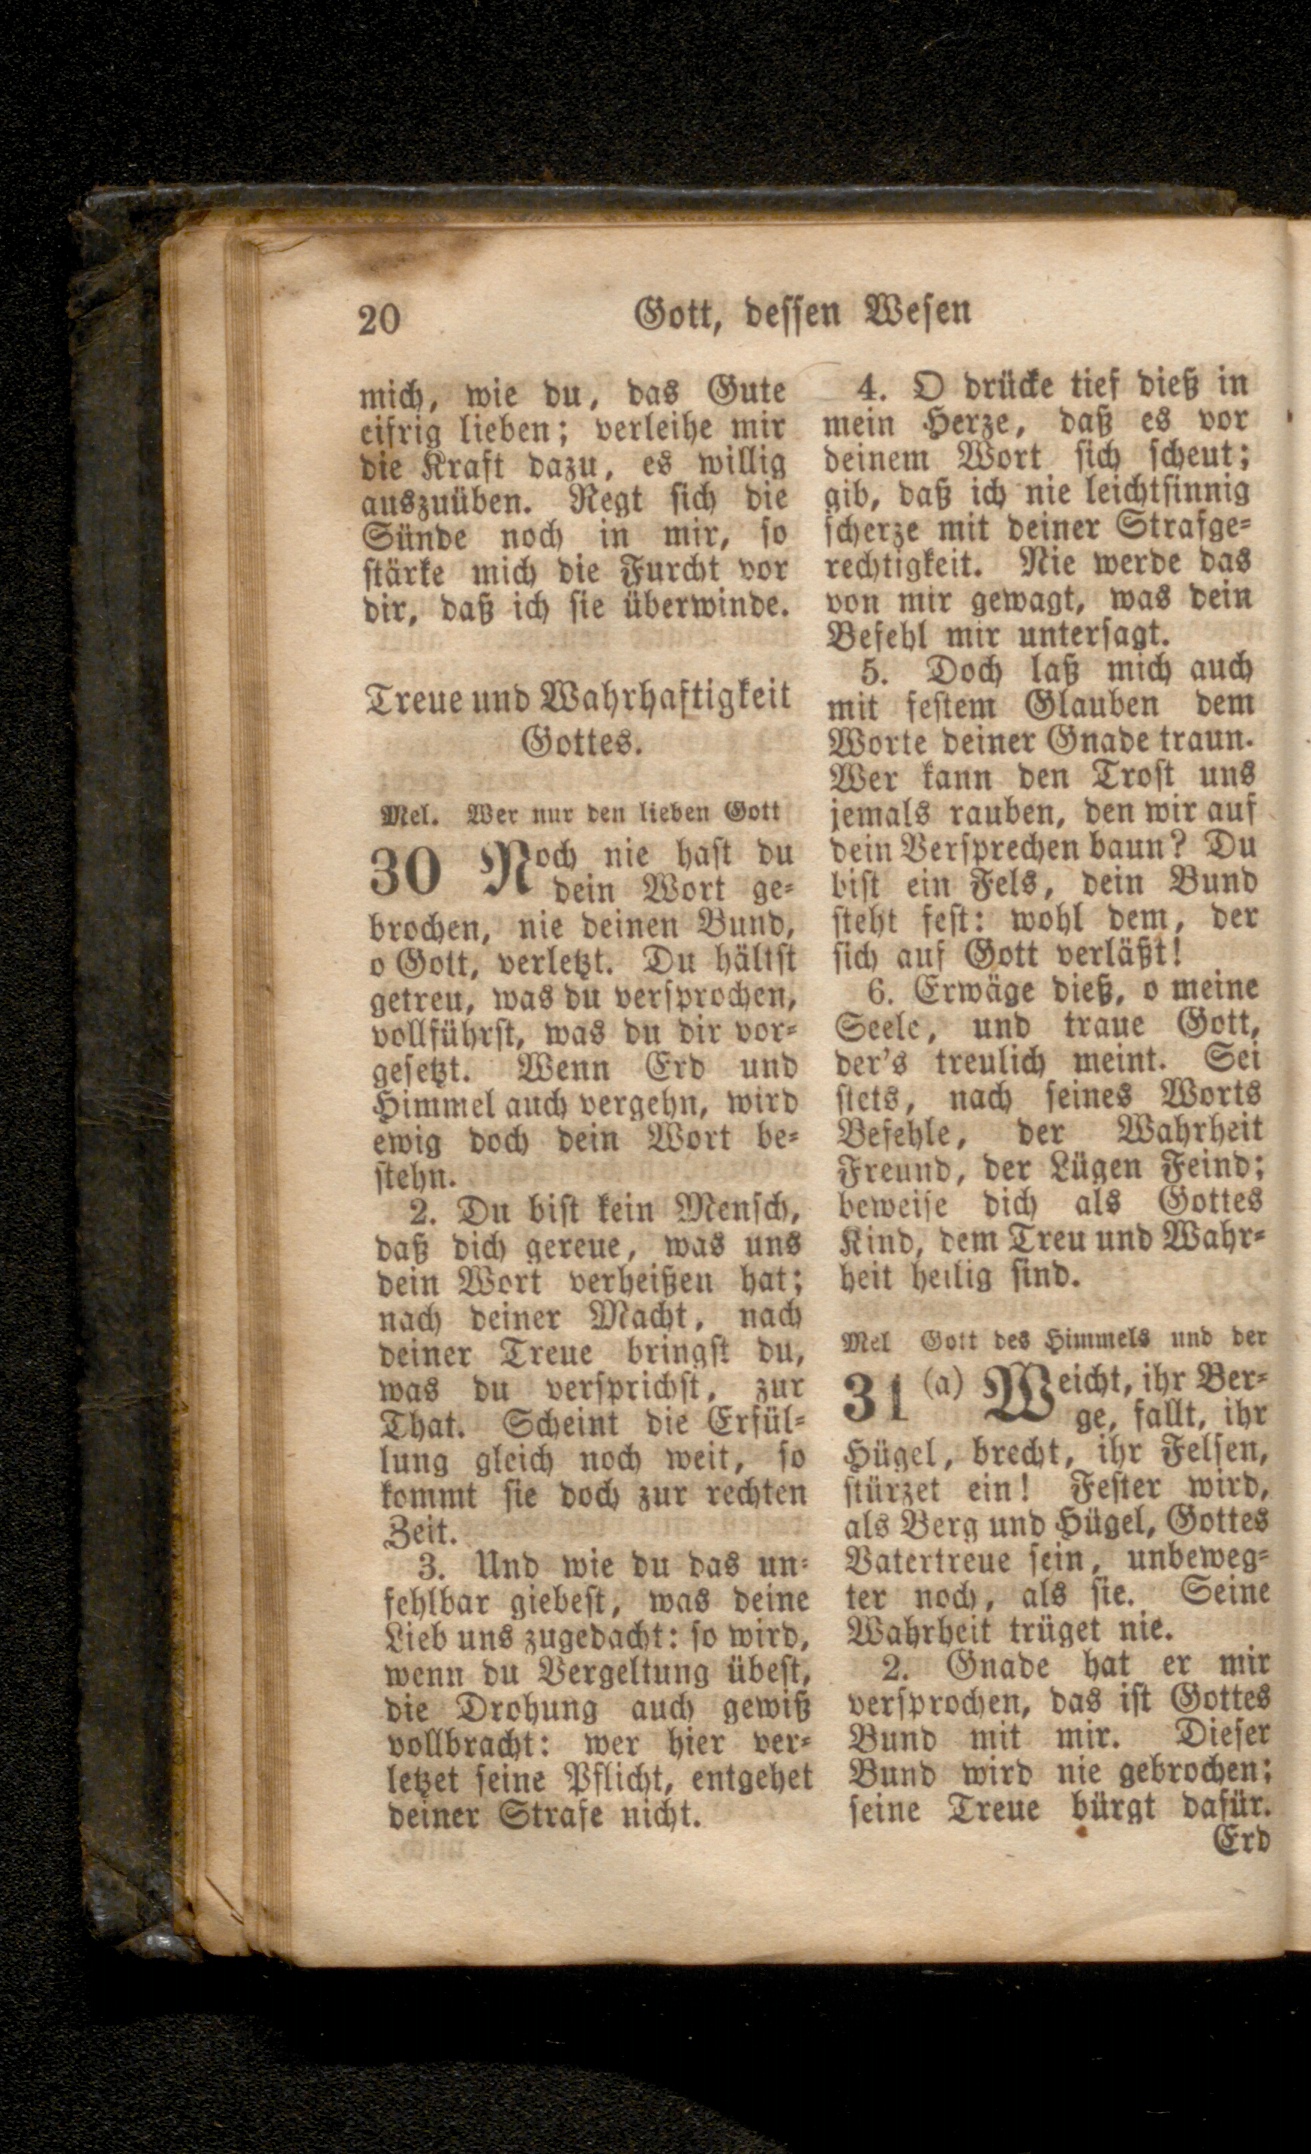 20
Gott, dessen Wesen
mich, wie du, das Gute
eifrig lieben; verleihe mir
die Kraft dazu, es willig
auszuüben. Regt sich die
Sünde noch in mir, so
stärke mich die Furcht vor
dir, daß ich sie überwinde.
Treue und Wahrhaftigkeit
Gottes.
Mel. Wer nur den lieben Gott
30 Noch nie hast du
dein Wort ge=
brochen, nie deinen Bund,
o Gott, verletzt. Du hältst
getreu, was du versprochen,
vollführst, was du dir vor=
gesetzt. Wenn Erd und
Himmel auch vergehn, wird
ewig doch dein Wort be=
stehn.
2. Du bist kein Mensch,
daß dich gereue, was uns
dein Wort verheißen hat;
nach deiner Macht, nach
deiner Treue bringst du,
was du versprichst, zur
That. Scheint die Erfül=
lung gleich noch weit, so
kommt sie doch zur rechten
Zeit.
3. Und wie du das un=
fehlbar giebest, was deine
Lieb uns zugedacht: so wird,
wenn du Vergeltung übest,
die Drohung auch gewiß
vollbracht: wer hier ver=
letzet seine Pflicht, entgehet
deiner Strafe nicht.
4. O drücke tief dieß in
mein Herze, daß es vor
deinem Wort sich scheut;
gib, daß ich nie leichtsinnig
scherze mit deiner Strafge=
rechtigkeit. Nie werde das
von mir gewagt, was dein
Befehl mir untersagt.
5. Doch laß mich auch
mit festem Glauben dem
Worte deiner Gnade traun.
Wer kann den Trost uns
jemals rauben, den wir auf
dein Versprechen baun? Du
bist ein Fels, dein Bund
steht fest: wohl dem, der
sich auf Gott verläßt!
6. Erwäge dieß, o meine
Seele, und traue Gott,
der's treulich meint. Sei
stets, nach seines Worts
Befehle, der Wahrheit
Freund, der Lügen Feind;
beweise dich als Gottes
Kind, dem Treu und Wahr=
heit heilig sind.
Mel Gott des Himmels und der
31 (a) Weicht, ihr Ber=
ge, fallt, ihr
Hügel, brecht, ihr Felsen,
stürzet ein! Fester wird,
als Berg und Hügel, Gottes
Vatertreue sein, unbeweg=
ter noch, als sie. Seine
Wahrheit trüget nie.
2. Gnade hat er mir
versprochen, das ist Gottes
Bund mit mir. Dieser
Bund wird nie gebrochen;
seine Treue bürgt dafür.
Erd